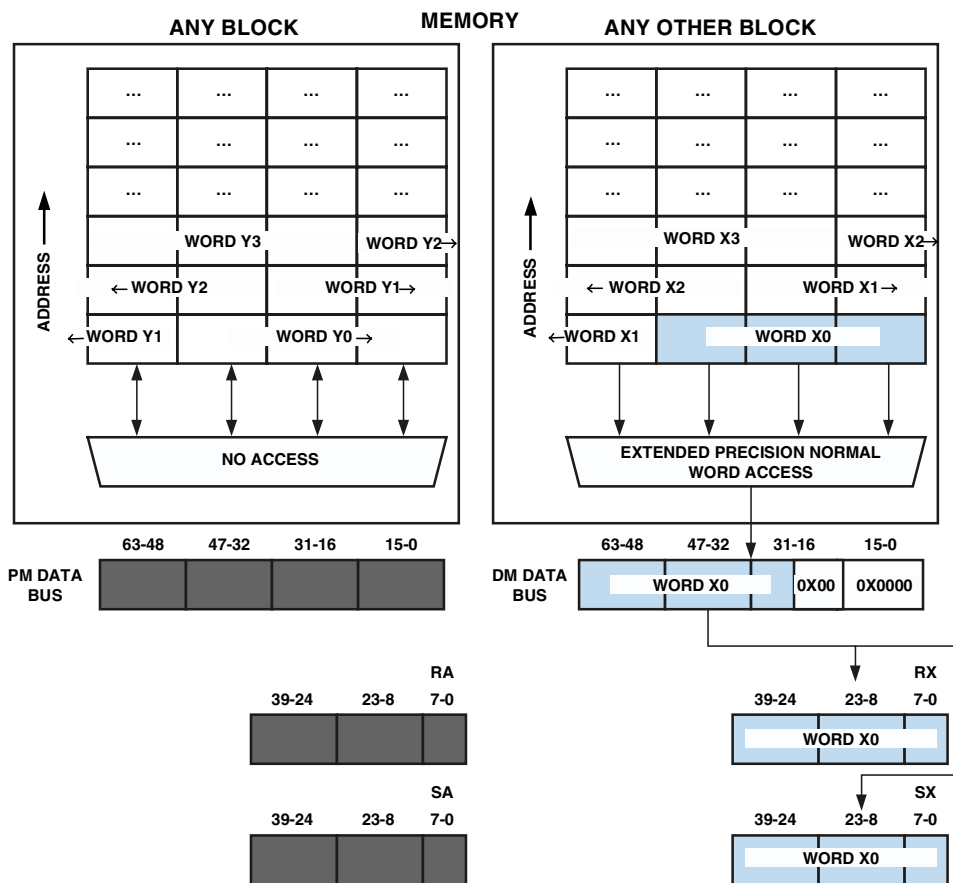 MEMORY
ANY BLOCK
ANY OTHER BLOCK
... ... ... ...
... ... ... ...
... ... ... ...
WORD Y3 WORD Y2→
←WORD Y2 WORD Y1→
←WORD Y1 WORD Y0→
ADDRESS
NO ACCESS
... ... ... ...
... ... ... ...
... ... ... ...
WORD X3 WORD X2→
←WORD X2 WORD X1→
←WORD X1 WORD X0
ADDRESS
EXTENDED PRECISION NORMAL
WORD ACCESS
63-48 47-32 31-16 15-0
PM DATA
BUS
63-48 47-32 31-16 15-0
DM DATA
BUS
WORD X0 0X00 0X0000
RA
39-24 23-8 7-0
RX
39-24 23-8 7-0
WORD X0
SA
39-24 23-8 7-0
SX
39-24 23-8 7-0
WORD X0